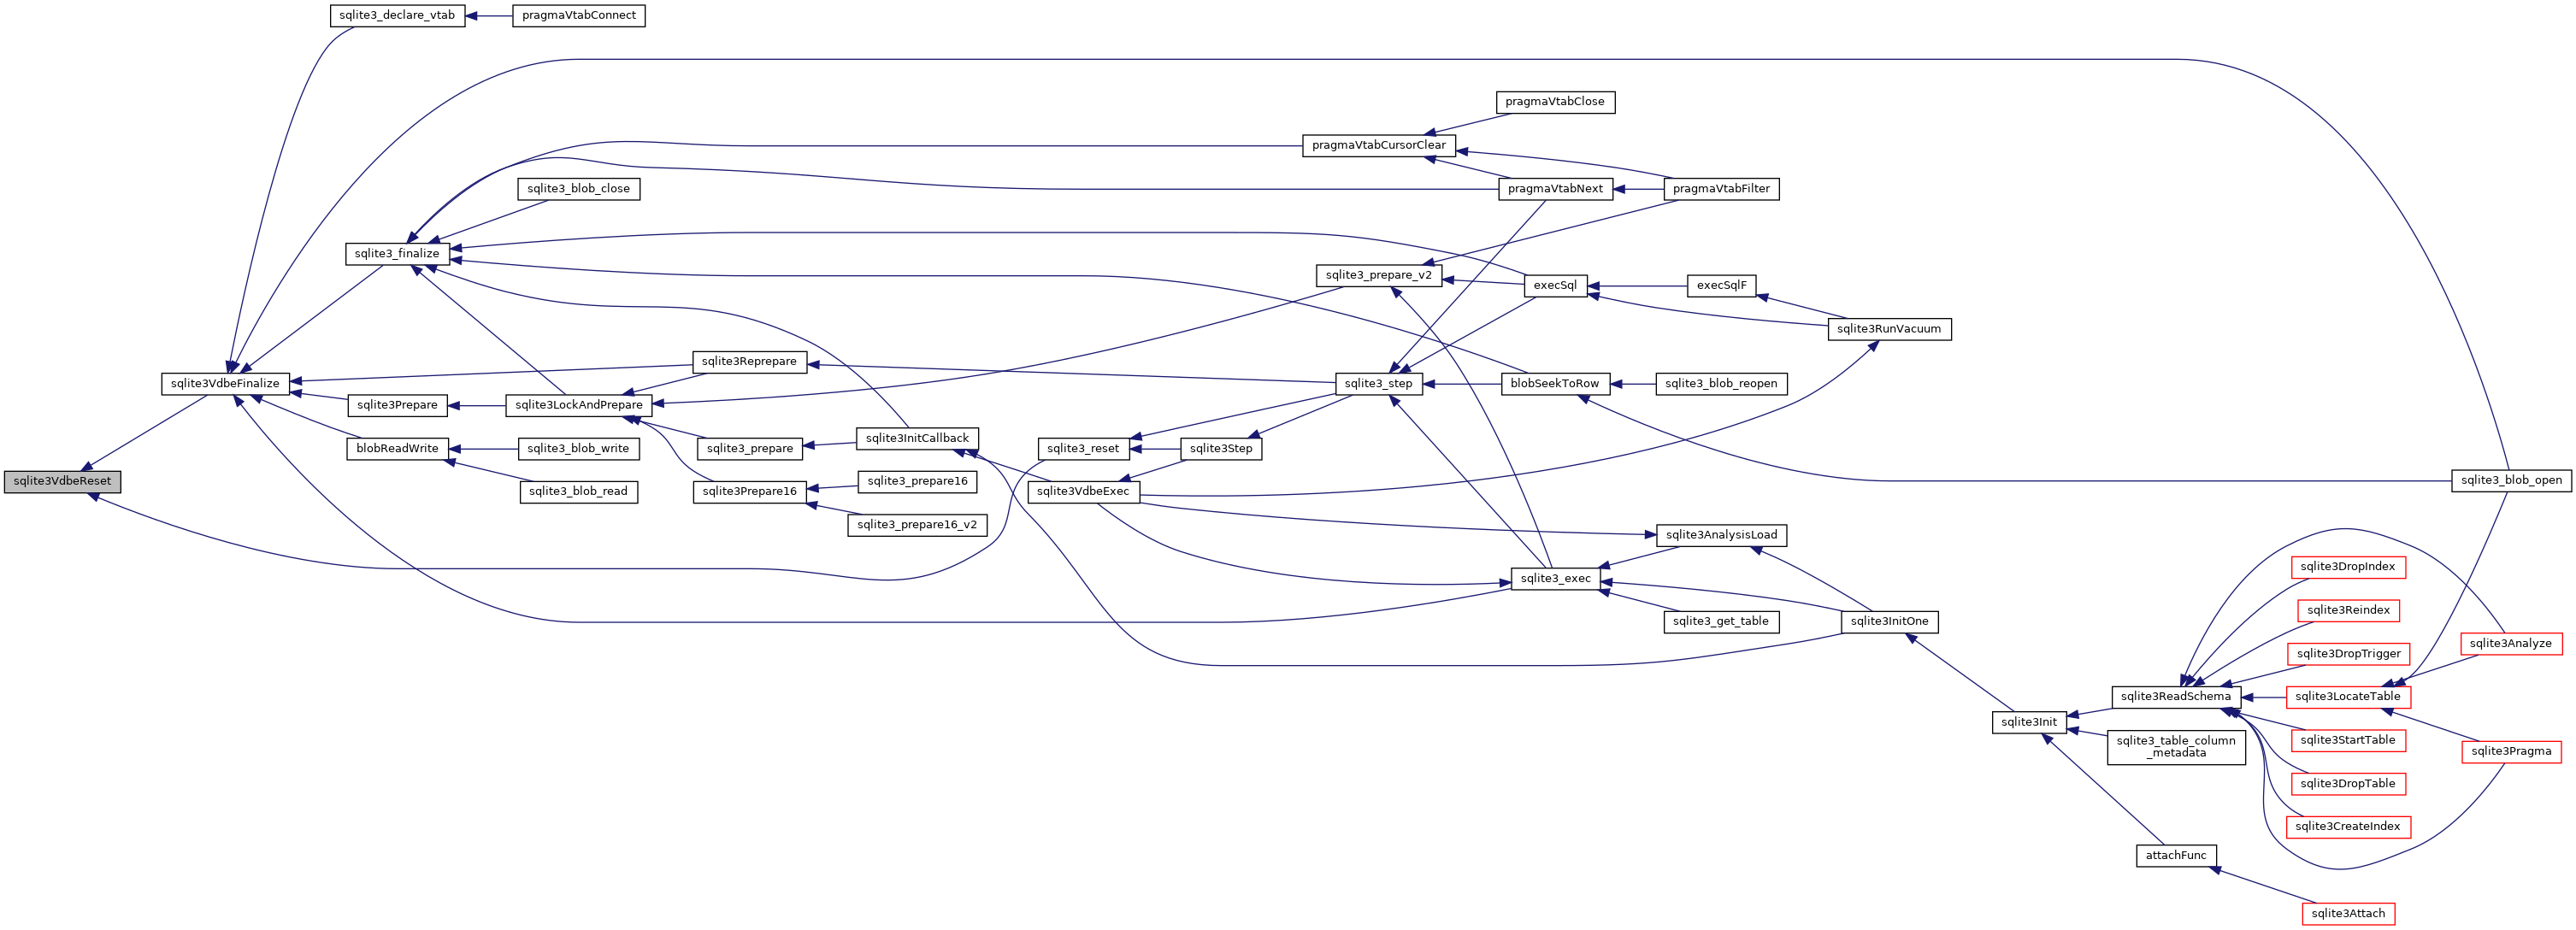 sqlite3_declare_vtab
pragmaVtabConnect
pragmaVtabClose
pragmaVtabCursorClear
sqlite3_blob_close
pragmaVtabNext
pragmaVtabFilter
sqlite3_finalize
sqlite3_prepare_v2
execSql
execSqlF
sqlite3RunVacuum
sqlite3Reprepare
sqlite3VdbeFinalize
sqlite3_step
blobSeekToRow
sqlite3_blob_reopen
sqlite3Prepare
sqlite3LockAndPrepare
sqlite3InitCallback
blobReadWrite
sqlite3_blob_write
sqlite3_prepare
sqlite3_reset
sqlite3Step
sqlite3VdbeReset
sqlite3_prepare16
sqlite3_blob_open
sqlite3_blob_read
sqlite3Prepare16
sqlite3VdbeExec
sqlite3_prepare16_v2
sqlite3AnalysisLoad
sqlite3DropIndex
sqlite3_exec
sqlite3Reindex
sqlite3_get_table
sqlite3InitOne
sqlite3Analyze
sqlite3DropTrigger
sqlite3ReadSchema
sqlite3LocateTable
sqlite3Init
sqlite3_table_column
_metadata
sqlite3StartTable
sqlite3Pragma
sqlite3DropTable
sqlite3CreateIndex
attachFunc
sqlite3Attach